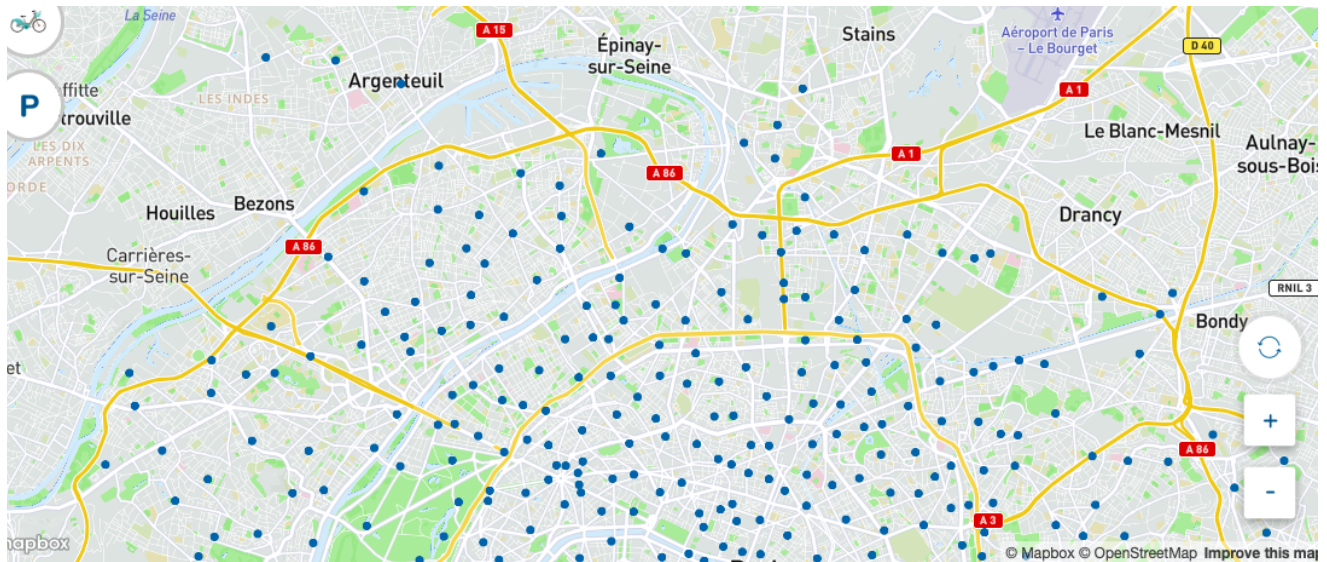 La Seine
A 15
Épinay-
sur-Seine
Stains
Aéroport de Paris
– Le Bourget
D 40
Argenteuil
A 1
P
ffitte
LES INDES
trouville
Le Blanc-Mesnil
Aulnay-
sous-Bois
LES DIX
ARPENTS
A 1
A 86
ORDE
Houilles
Bezons
Drancy
A 86
Carrières-
sur-Seine
RNIL 3
Bondy
et
+
A 86
-
A 3
mapbox
© Mapbox © OpenStreetMap Improve this map